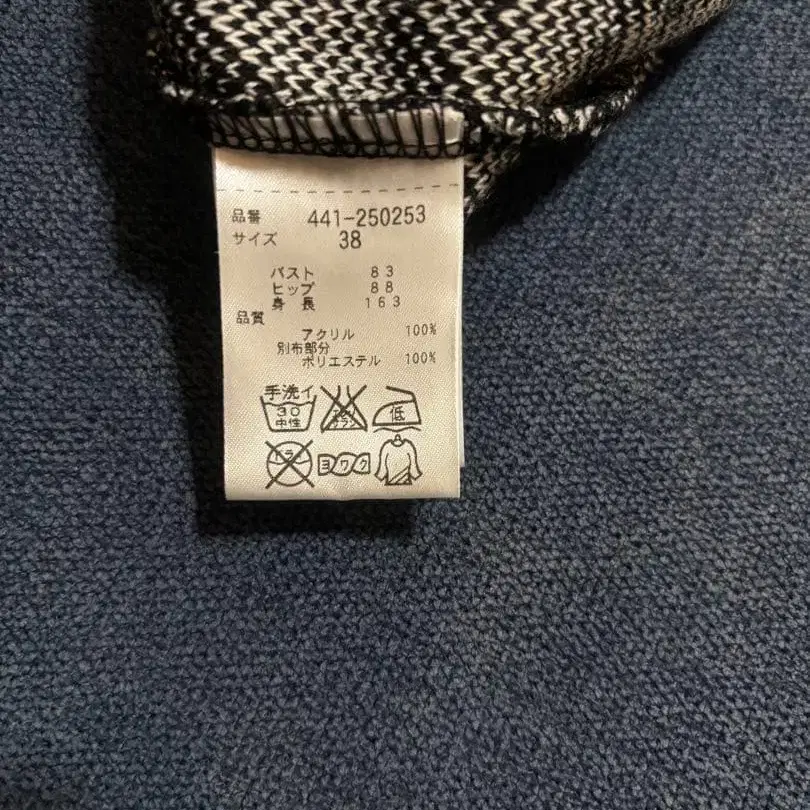 品番 441-250253
サイズ 38
バスト 83
ヒップ 88
身長 163
品質
アクリル 100%
別布部分
ポリエステル 100%
手洗イ
30
中性
エンソ
サラシ
低
ドライ
ヨワク